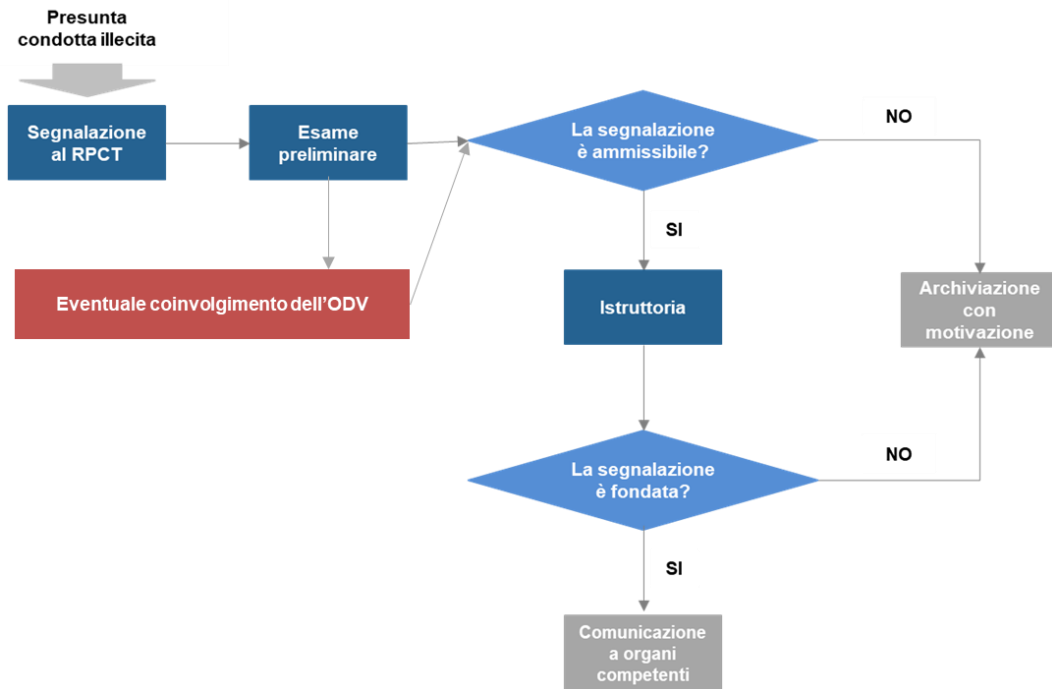 Presunta
condotta illecita
Segnalazione
al RPCT
Esame
preliminare
La segnalazione
è ammissibile?
NO
SI
Eventuale coinvolgimento dell'ODV
Istruttoria
Archiviazione
con
motivazione
La segnalazione
è fondata?
NO
SI
Comunicazione
a organi
competenti